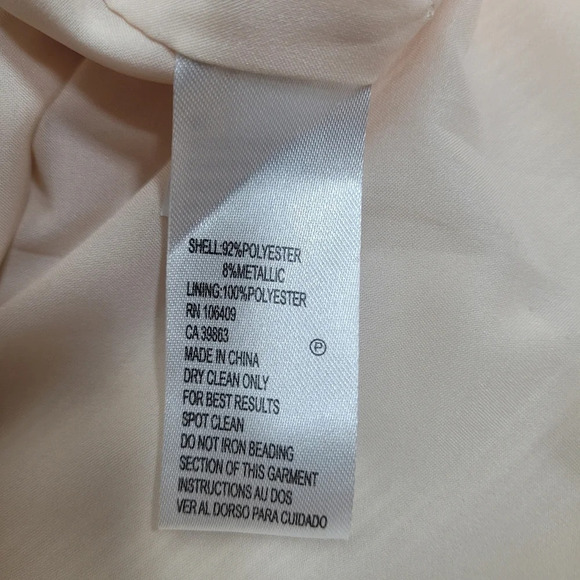 SHELL:92%POLYESTER
8%METALLIC
LINING:100%POLYESTER
RN 106409
CA 39863
MADE IN CHINA
P
DRY CLEAN ONLY
FOR BEST RESULTS
SPOT CLEAN
DO NOT IRON BEADING
SECTION OF THIS GARMENT
INSTRUCTIONS AU DOS
VER AL DORSO PARA CUIDADO